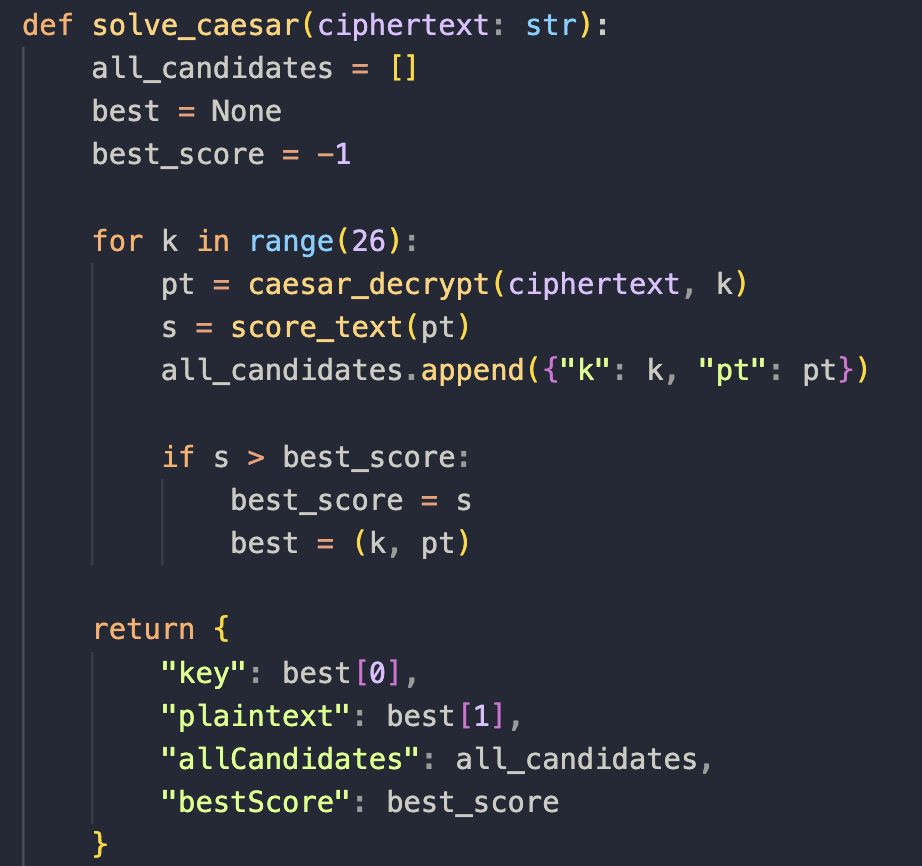 def solve_caesar(ciphertext: str):
    all_candidates = []
    best = None
    best_score = -1
    for k in range(26):
        pt = caesar_decrypt(ciphertext, k)
        s = score_text(pt)
        all_candidates.append({"k": k, "pt": pt})
        if s > best_score:
            best_score = s
            best = (k, pt)
    return {
        "key": best[0],
        "plaintext": best[1],
        "allCandidates": all_candidates,
        "bestScore": best_score
    }